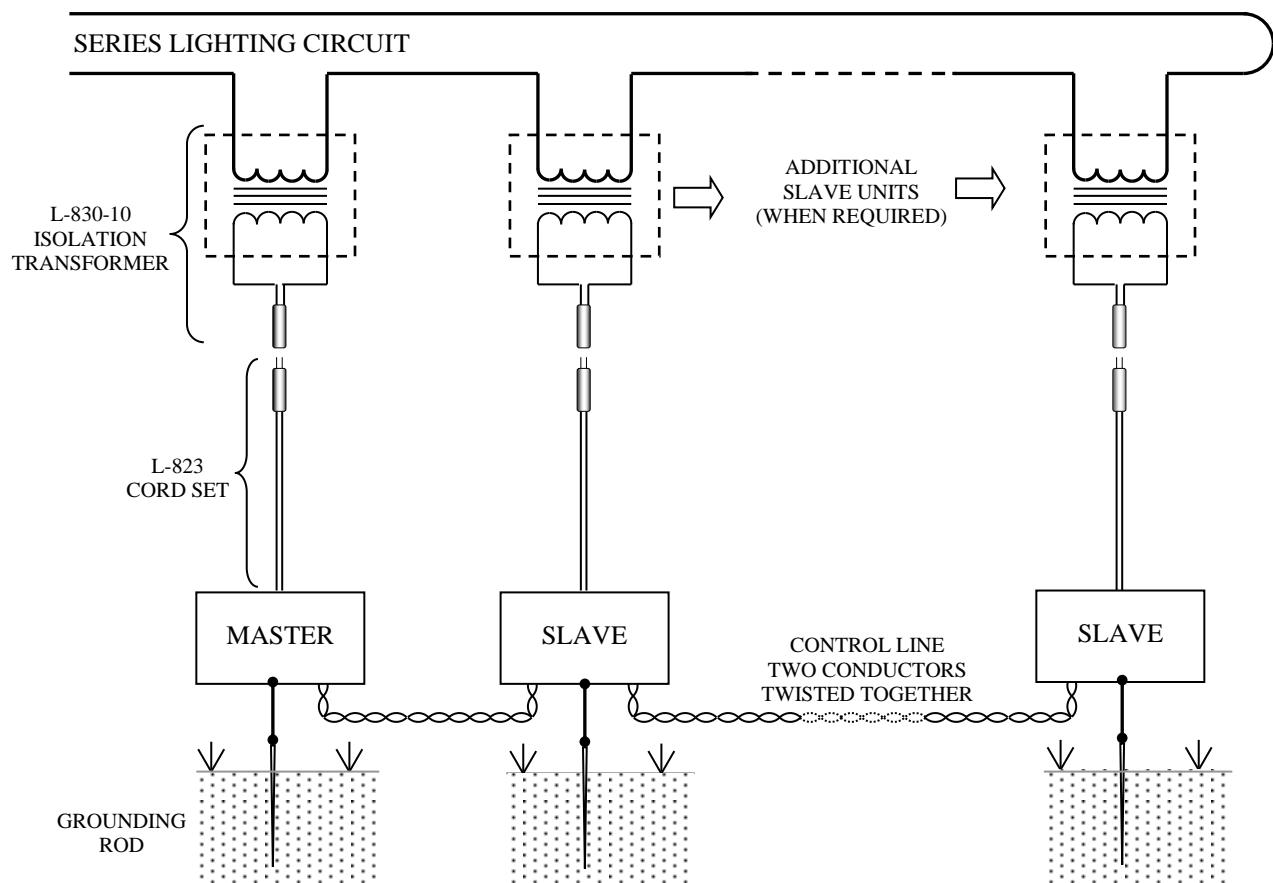 SERIES LIGHTING CIRCUIT
L-830-10
ISOLATION
TRANSFORMER
ADDITIONAL
SLAVE UNITS
(WHEN REQUIRED)
L-823
CORD SET
MASTER
SLAVE
CONTROL LINE
TWO CONDUCTORS
TWISTED TOGETHER
SLAVE
GROUNDING
ROD